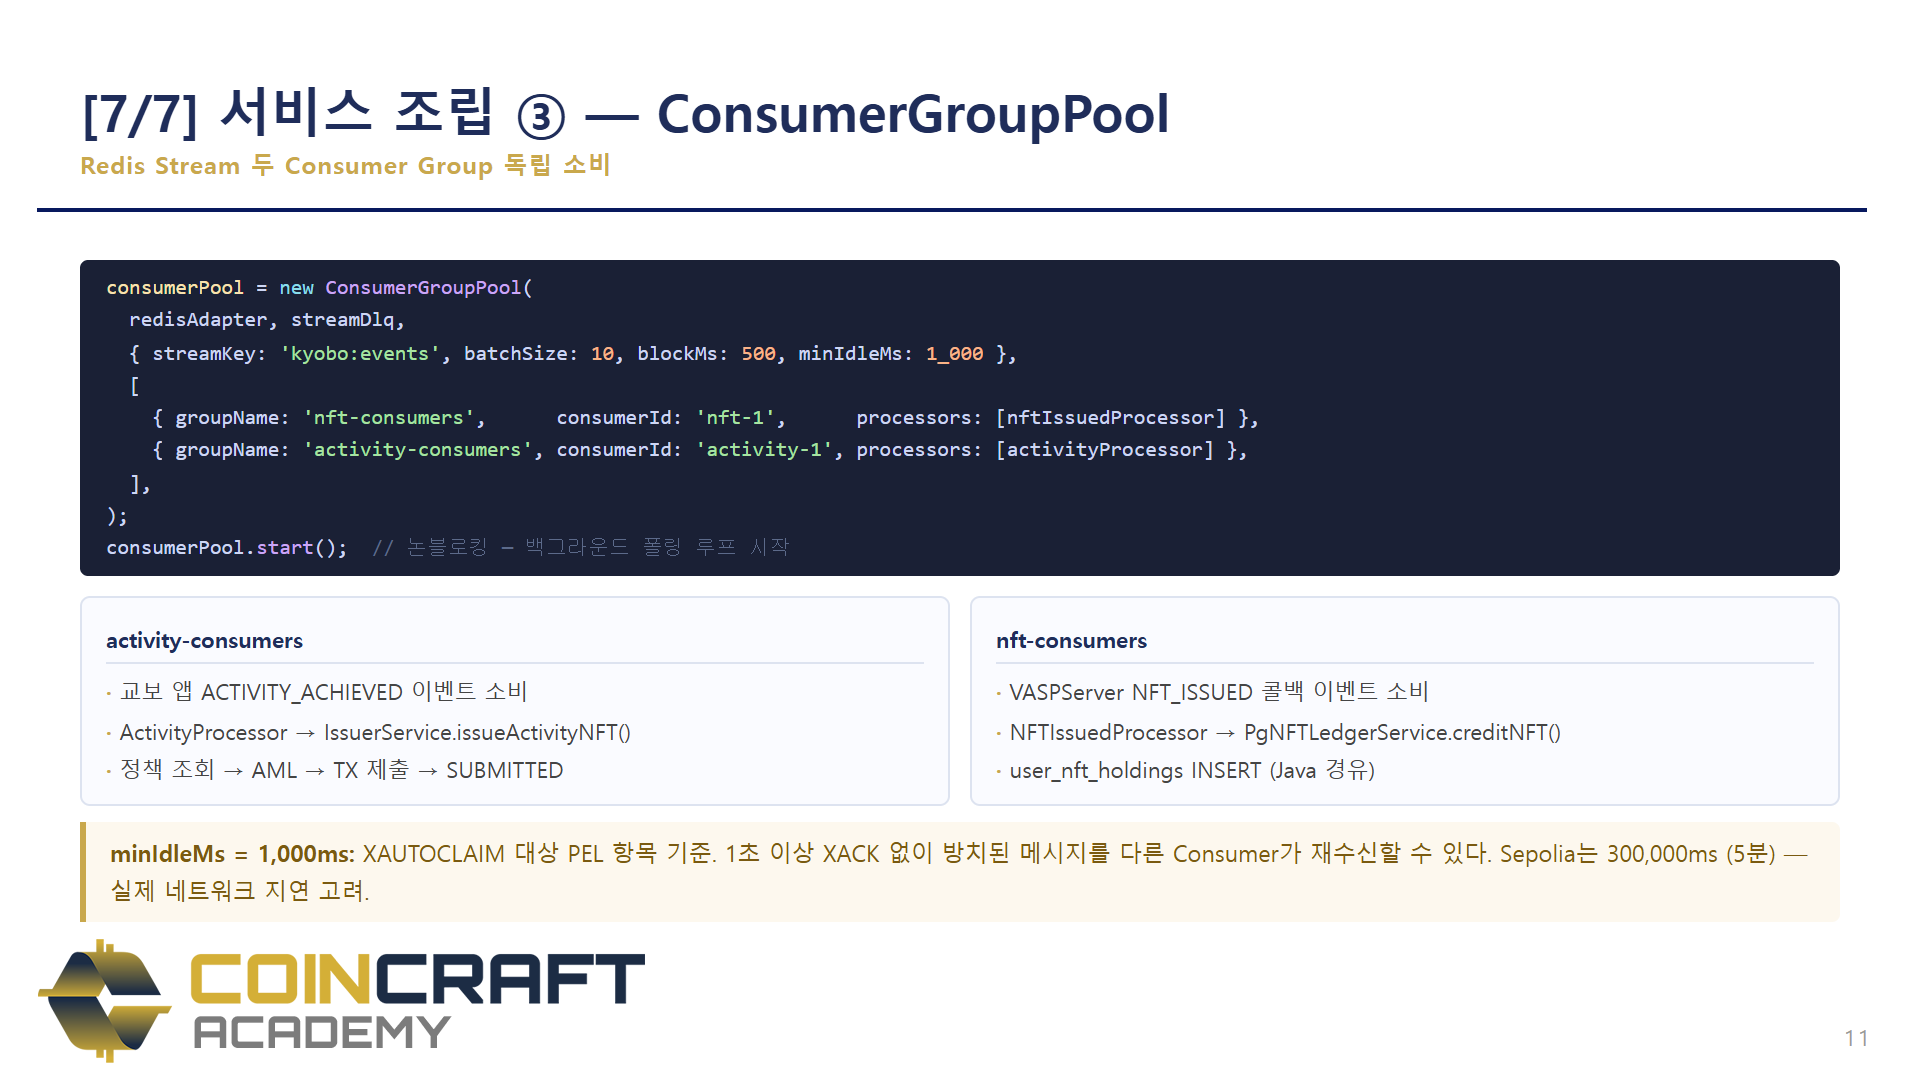 [7/7] 서비스 조립 ③ — ConsumerGroupPool
Redis Stream 두 Consumer Group 독립 소비
consumerPool = new ConsumerGroupPool(
  redisAdapter, streamDlq,
  { streamKey: 'kyobo:events', batchSize: 10, blockMs: 500, minIdleMs: 1_000 },
  [
    { groupName: 'nft-consumers',      consumerId: 'nft-1',      processors: [nftIssuedProcessor] },
    { groupName: 'activity-consumers', consumerId: 'activity-1', processors: [activityProcessor] },
  ],
);
consumerPool.start();  // 논블로킹 — 백그라운드 폴링 루프 시작
activity-consumers
· 교보 앱 ACTIVITY_ACHIEVED 이벤트 소비
· ActivityProcessor → IssuerService.issueActivityNFT()
· 정책 조회 → AML → TX 제출 → SUBMITTED
nft-consumers
· VASPServer NFT_ISSUED 콜백 이벤트 소비
· NFTIssuedProcessor → PgNFTLedgerService.creditNFT()
· user_nft_holdings INSERT (Java 경유)
minIdleMs = 1,000ms: XAUTOCLAIM 대상 PEL 항목 기준. 1초 이상 XACK 없이 방치된 메시지를 다른 Consumer가 재수신할 수 있다. Sepolia는 300,000ms (5분) —
실제 네트워크 지연 고려.
COINCRAFT
ACADEMY
11